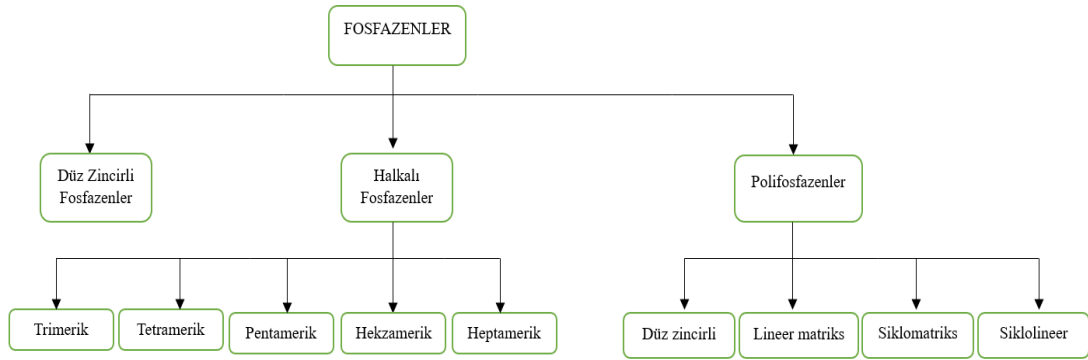 FOSFAZENLER
Düz Zincirli
Fosfazenler
Halkalı
Fosfazenler
Polifosfazenler
Trimerik
Tetramerik
Pentamerik
Hekzamerik
Heptamerik
Düz zincirli
Lineer matriks
Siklomatriks
Siklolineer